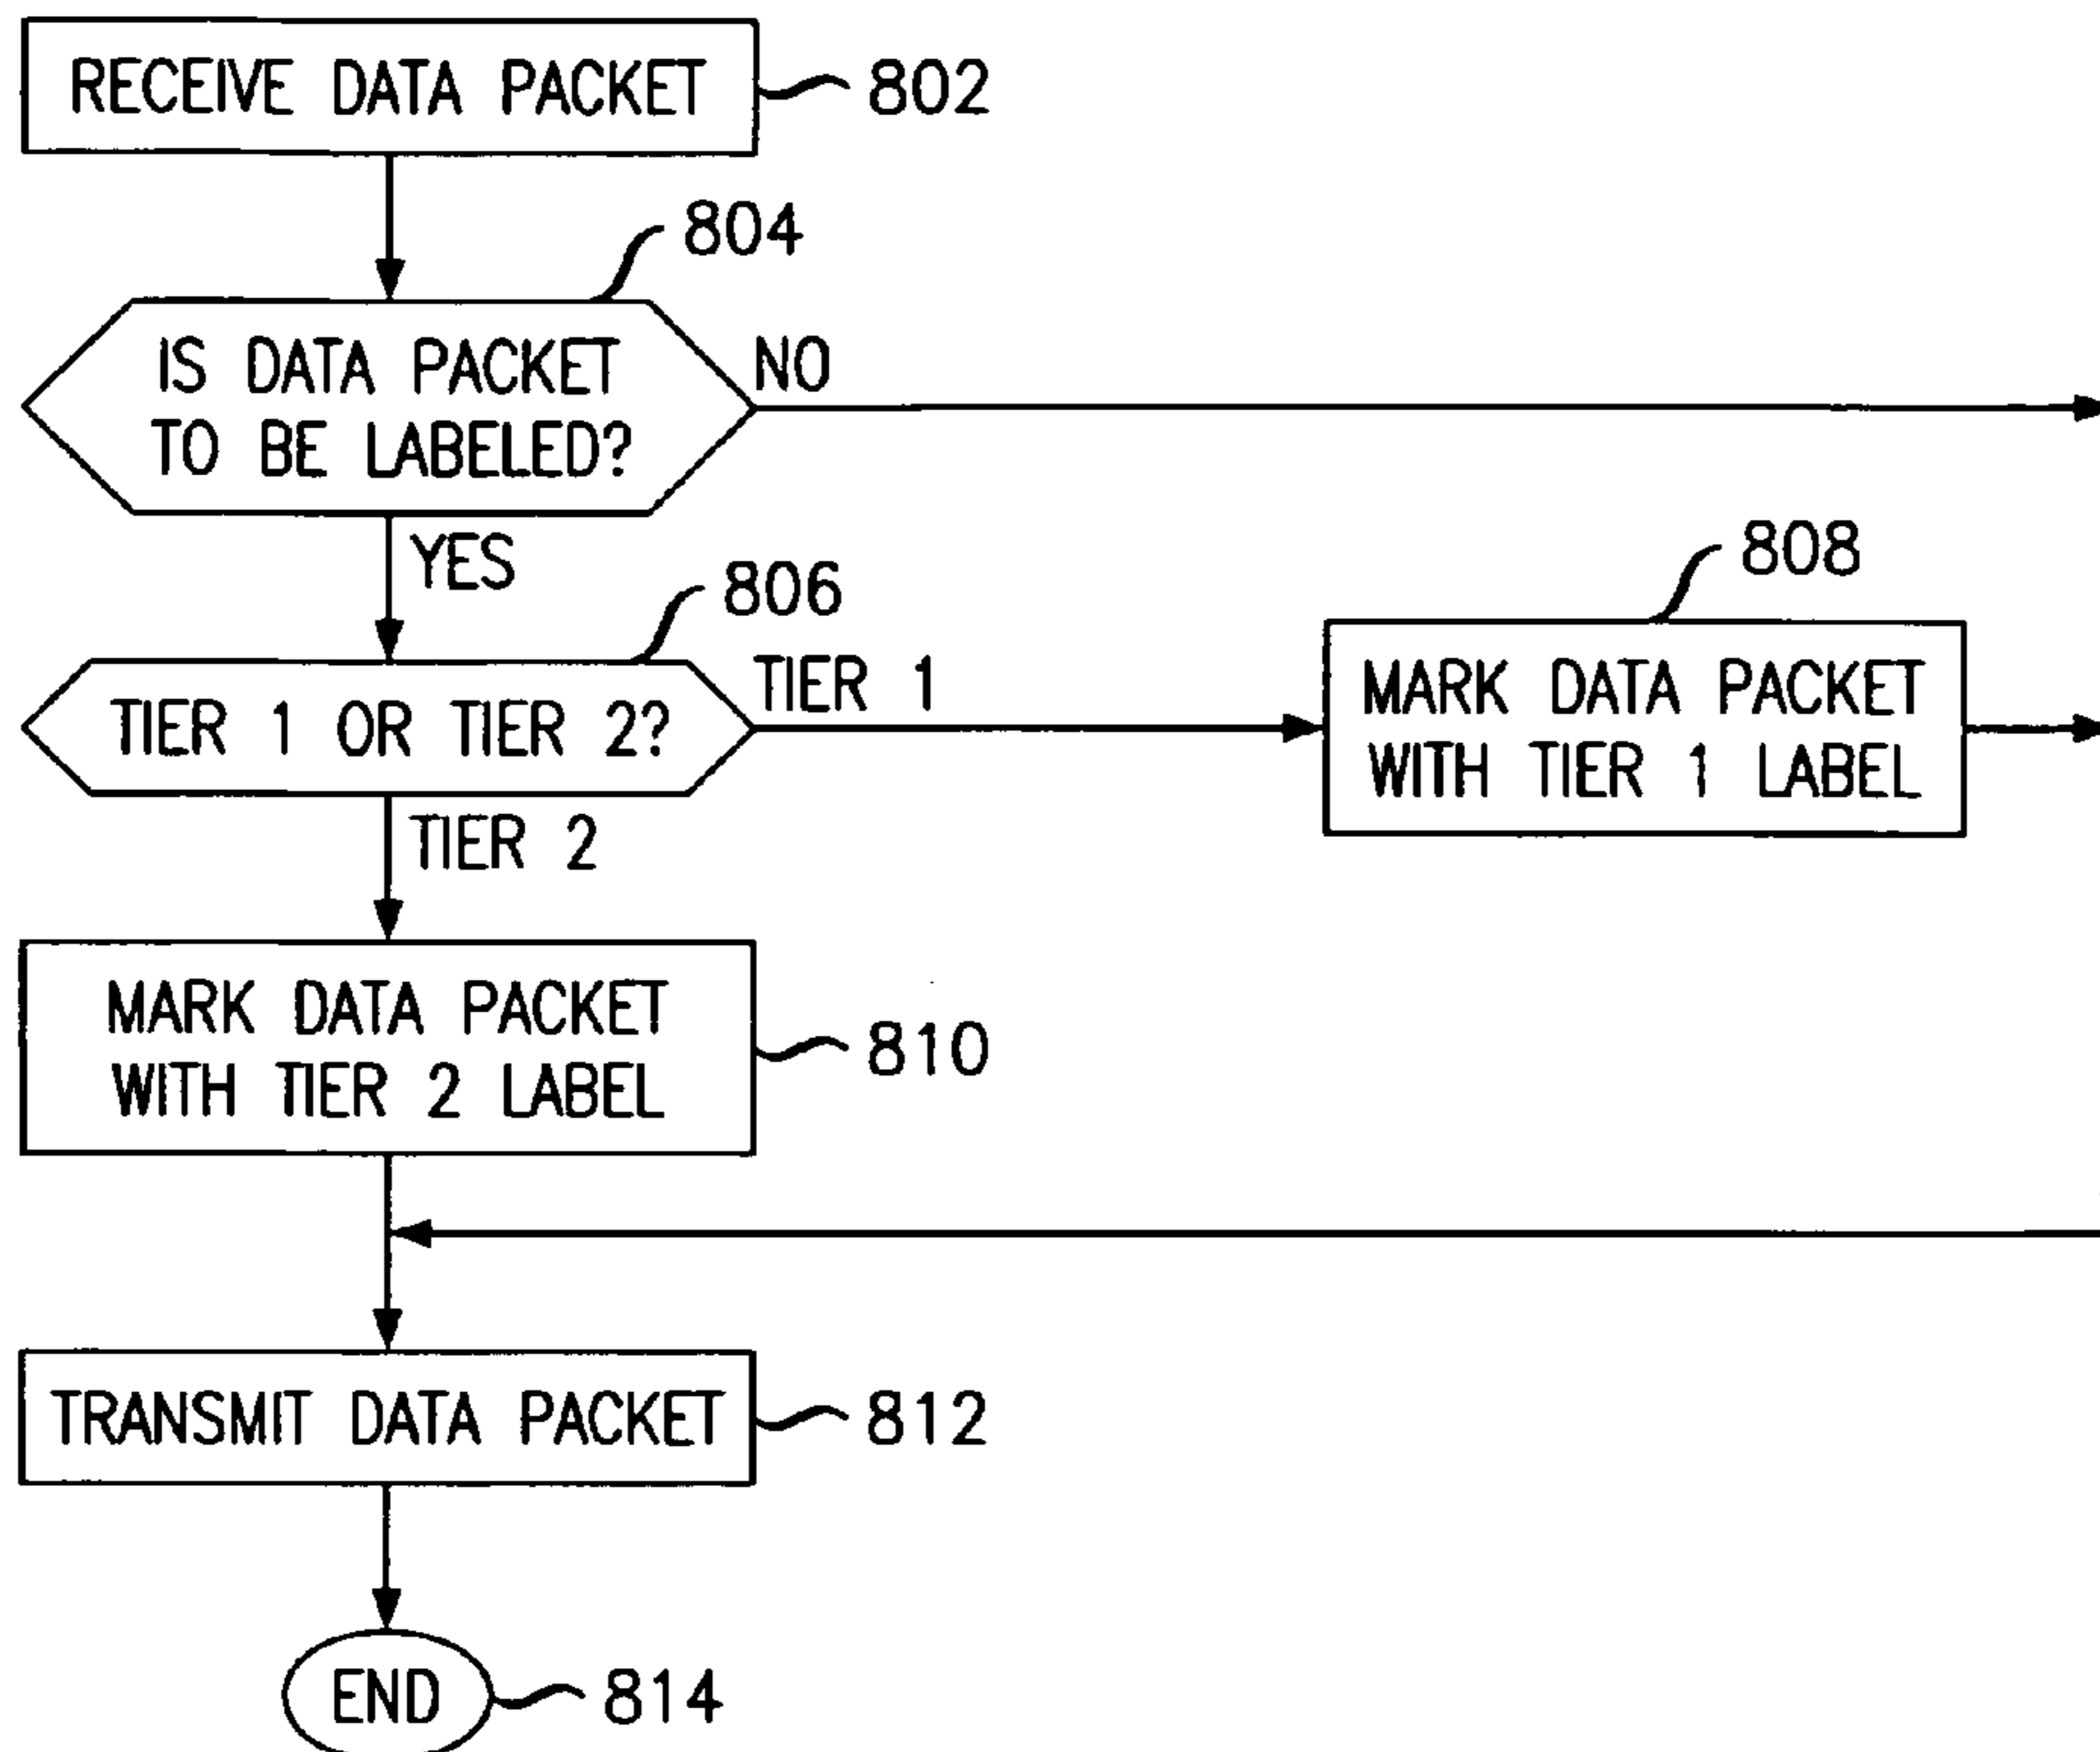 RECEIVE DATA PACKET
802
804
IS DATA PACKET
TO BE LABELED?
NO
YES
806
808
TIER 1 OR TIER 2?
TIER 1
MARK DATA PACKET
WITH TIER 1 LABEL
TIER 2
MARK DATA PACKET
WITH TIER 2 LABEL
810
TRANSMIT DATA PACKET
812
END
814